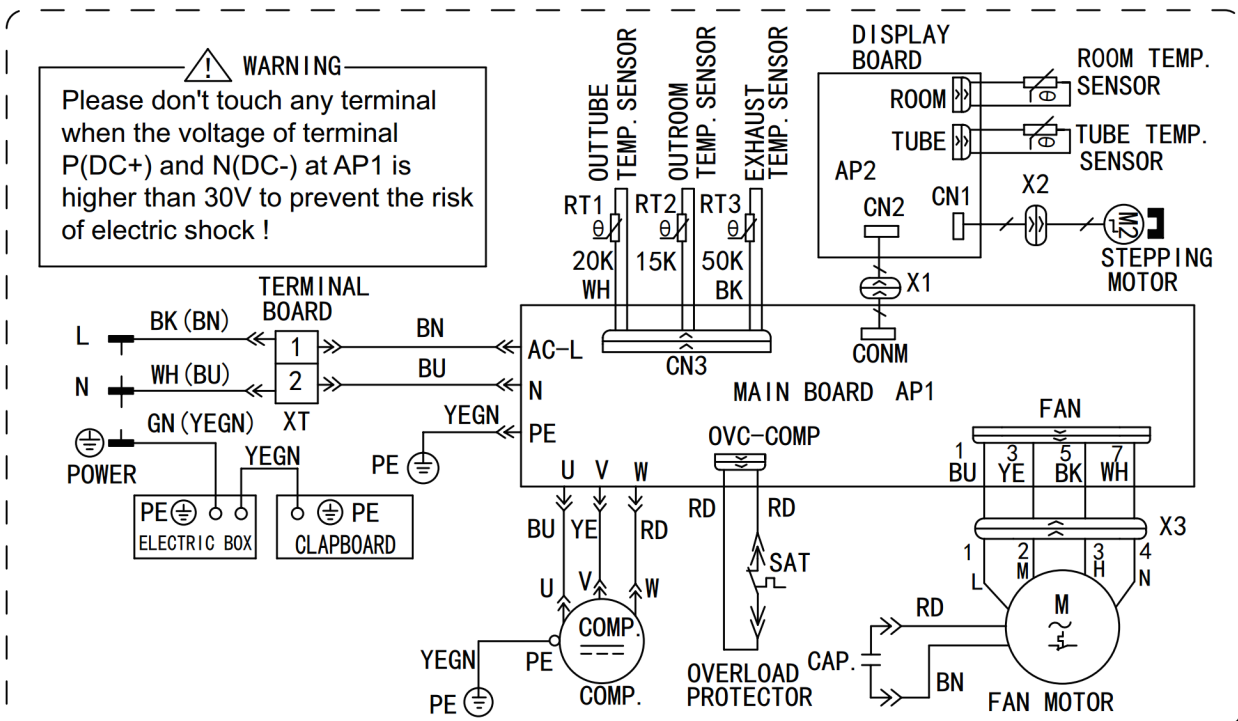 WARNING
Please don't touch any terminal
when the voltage of terminal
P(DC+) and N(DC-) at AP1 is
higher than 30V to prevent the risk
of electric shock !
OUTTUBE
TEMP. SENSOR
OUTROOM
TEMP. SENSOR
EXHAUST
TEMP. SENSOR
DISPLAY
BOARD
ROOM
θ
ROOM TEMP.
SENSOR
TUBE
θ
TUBE TEMP.
SENSOR
AP2
CN2
CN1
X2
M2
STEPPING
MOTOR
RT1
RT2
RT3
θ
θ
θ
20K
15K
50K
WH
BK
X1
TERMINAL
BOARD
L
BK(BN)
1
BN
AC-L
CN3
CONM
N
WH(BU)
2
BU
N
MAIN BOARD AP1
GN(YEGN)
XT
YEGN
PE
PE
POWER
YEGN
PE
ELECTRIC BOX
PE
CLAPBOARD
U V W
OVC-COMP
FAN
1 3 5 7
BU YE BK WH
BU YE RD
RD RD
X3
1 2 3 4
L M H N
U V W
SAT
COMP.
COMP.
PE
YEGN
PE
OVERLOAD
PROTECTOR
CAP.
RD
BN
M
FAN MOTOR